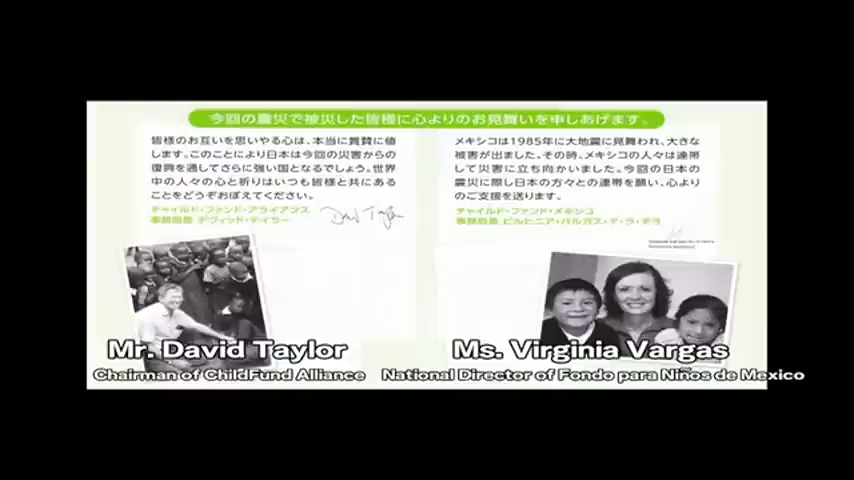 今回の震災で被災した皆様に心よりのお見舞いを申しあげます。
皆様のお互いを思いやる心は、本当に賞賛に値
します。このことにより日本は今回の災害からの
復興を通してさらに強い国となるでしょう。世界
中の人々の心と祈りはいつも皆様と共にある
ことをどうぞおぼえてください。
チャイルド・ファンド・アライアンス
事務局長 デヴィッド・テイラー
David Taylor
メキシコは1985年に大地震に見舞われ、大きな
被害が出ました。その時、メキシコの人々は連帯
して災害に立ち向かいました。今回の日本の
震災に際し日本の方々との連帯を願い、心より
のご支援を送ります。
チャイルド・ファンド・メキシコ
事務局長 ビルヒニア・バルガス・デ・ラ・
Mr. David Taylor
Chairman of ChildFund Alliance
Ms. Virginia Vargas
National Director of Fondo para Niños de Mexico